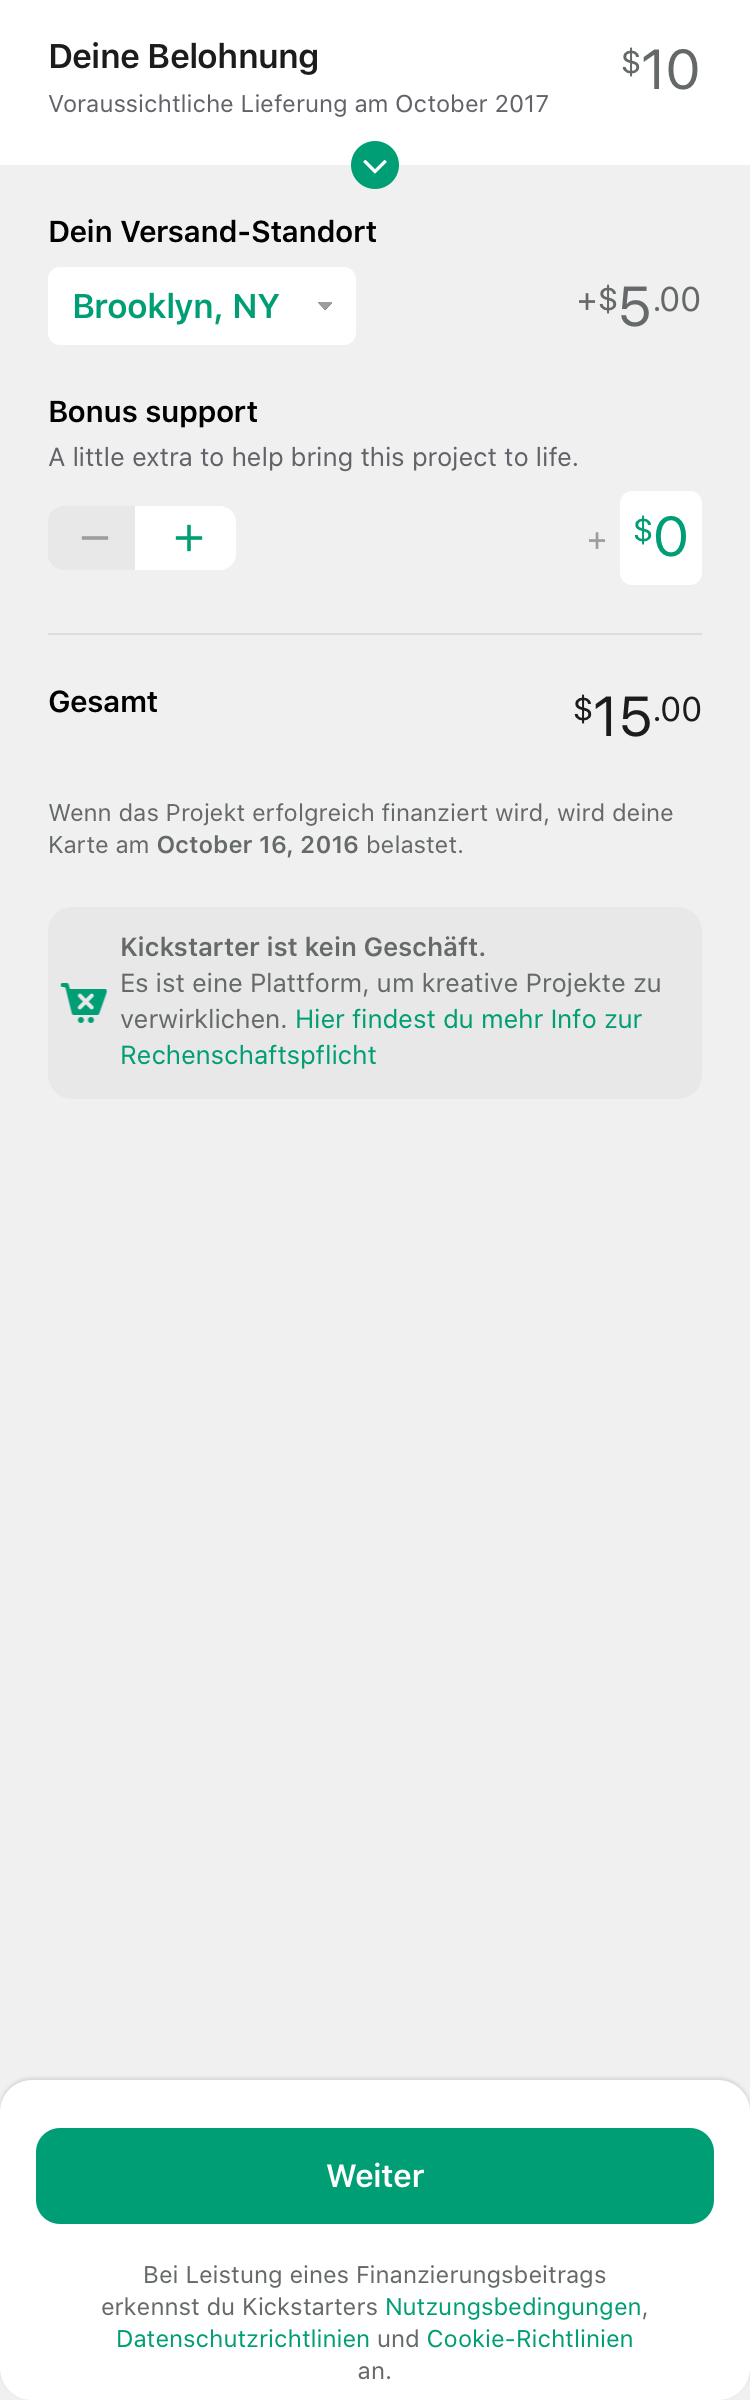 Deine Belohnung
$10
Voraussichtliche Lieferung am October 2017
Dein Versand-Standort
Brooklyn, NY
+$5.00
Bonus support
A little extra to help bring this project to life.
− +
+ $0
Gesamt
$15.00
Wenn das Projekt erfolgreich finanziert wird, wird deine
Karte am October 16, 2016 belastet.
Kickstarter ist kein Geschäft.
Es ist eine Plattform, um kreative Projekte zu
verwirklichen. Hier findest du mehr Info zur
Rechenschaftspflicht
Weiter
Bei Leistung eines Finanzierungsbeitrags
erkennst du Kickstarters Nutzungsbedingungen,
Datenschutzrichtlinien und Cookie-Richtlinien
an.